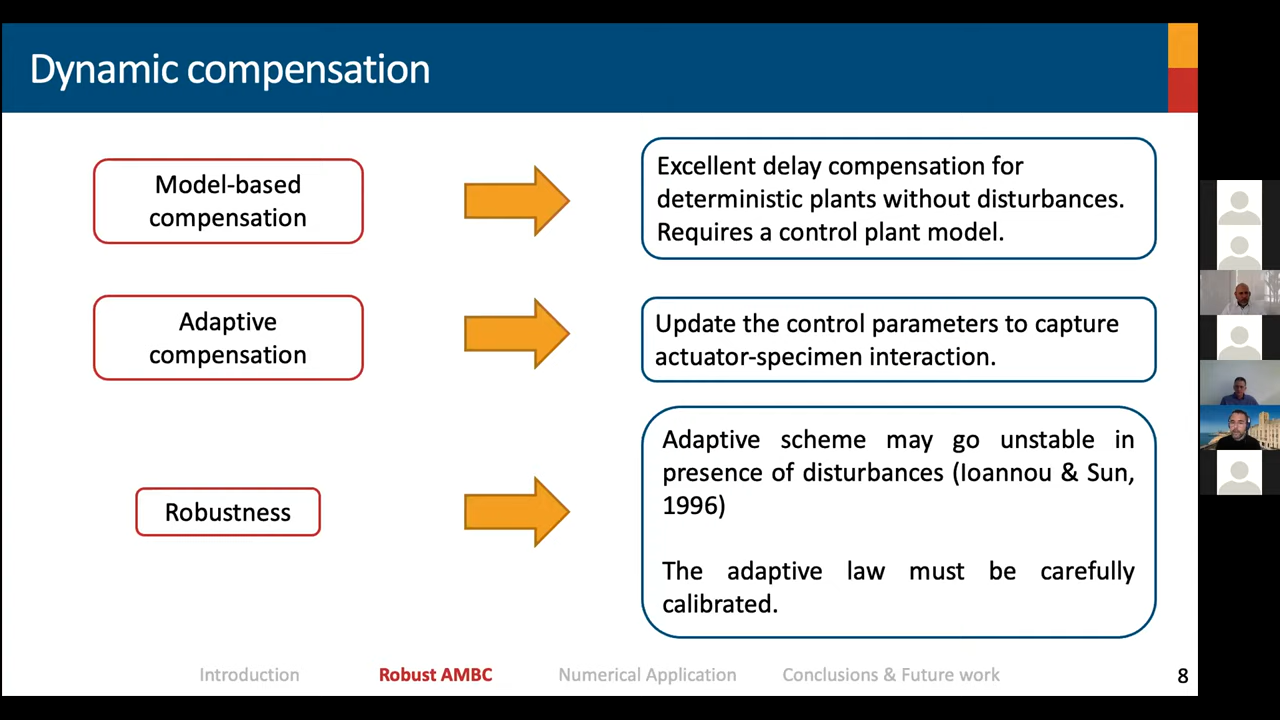 Dynamic compensation
Model-based
compensation
Excellent delay compensation for
deterministic plants without disturbances.
Requires a control plant model.
Adaptive
compensation
Update the control parameters to capture
actuator-specimen interaction.
Robustness
Adaptive scheme may go unstable in
presence of disturbances (Ioannou & Sun,
1996)
The adaptive law must be carefully
calibrated.
Introduction
Robust AMBC
Numerical Application
Conclusions & Future work
8